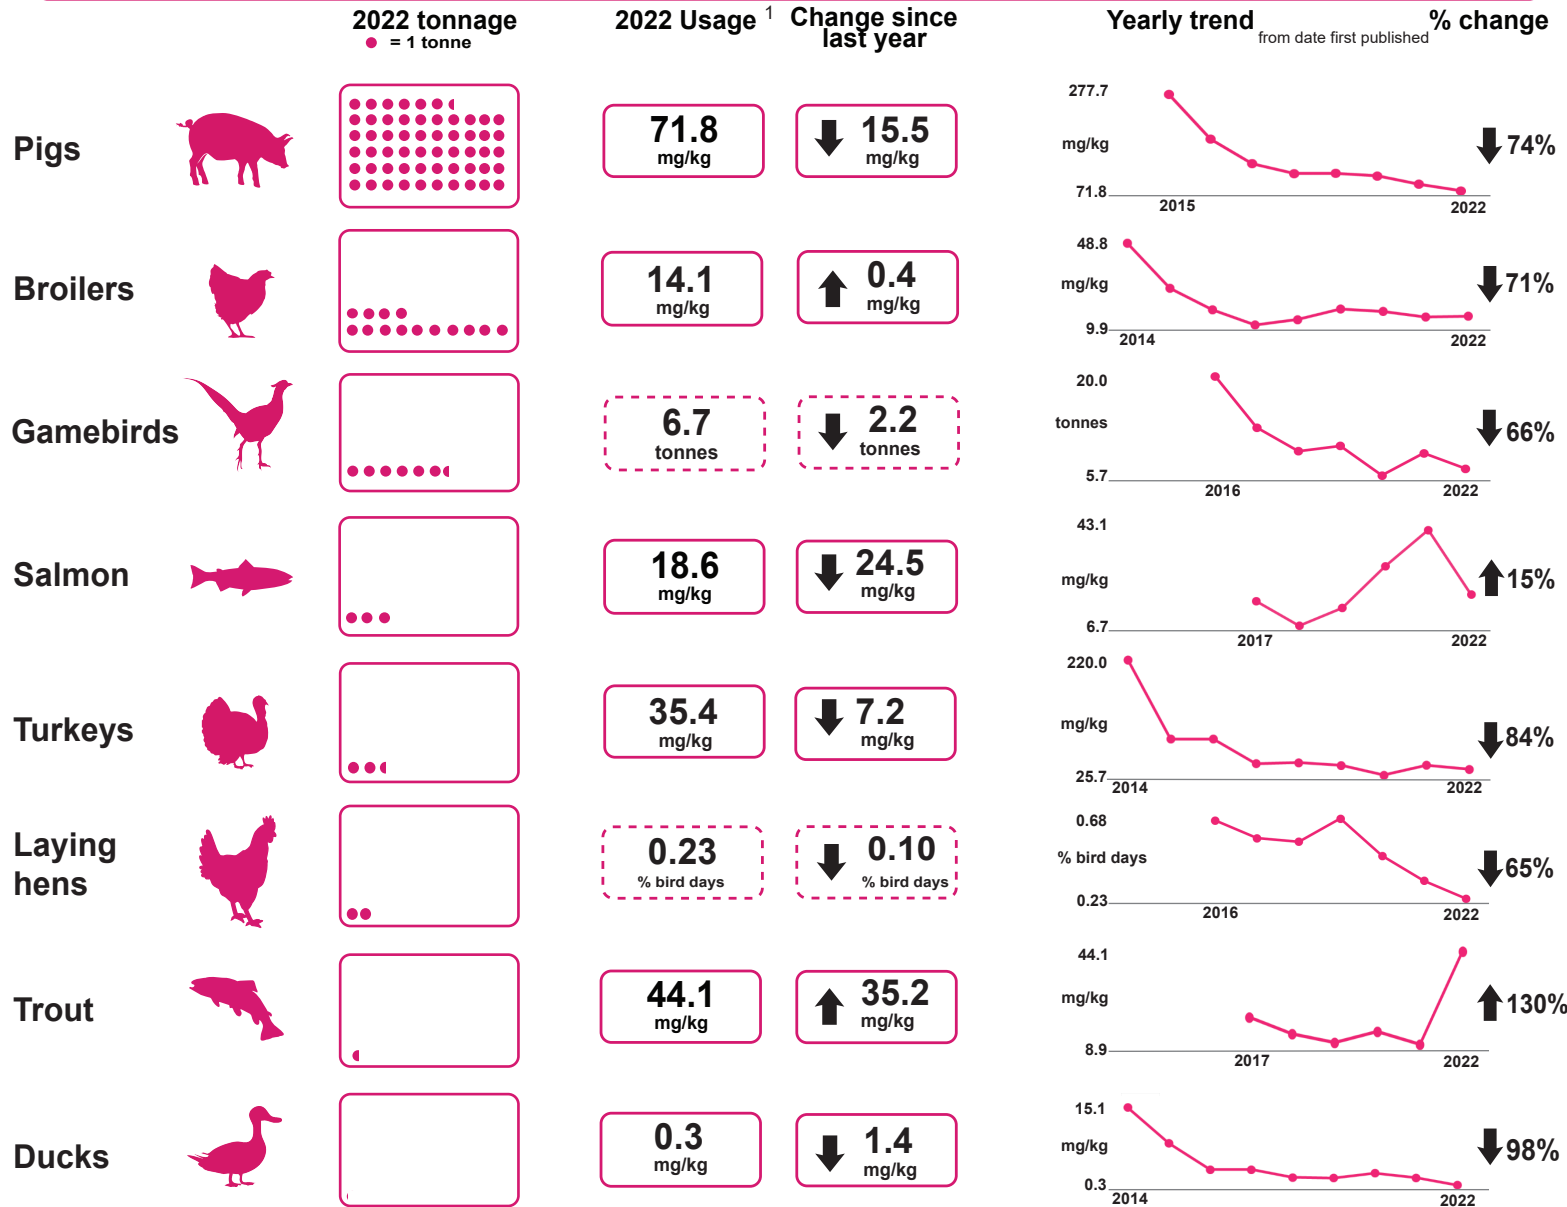 2022 tonnage
= 1 tonne
2022 Usage 1
Change since
last year
Yearly trend from date first published % change
Pigs
71.8
mg/kg
15.5
mg/kg
277.7
mg/kg
71.8
2015
2022
74%
Broilers
14.1
mg/kg
0.4
mg/kg
48.8
mg/kg
9.9
2014
2022
71%
Gamebirds
6.7
tonnes
2.2
tonnes
20.0
tonnes
5.7
2016
2022
66%
Salmon
18.6
mg/kg
24.5
mg/kg
43.1
mg/kg
6.7
2017
2022
15%
Turkeys
35.4
mg/kg
7.2
mg/kg
220.0
mg/kg
25.7
2014
2022
84%
Laying
hens
0.23
% bird days
0.10
% bird days
0.68
% bird days
0.23
2016
2022
65%
Trout
44.1
mg/kg
35.2
mg/kg
44.1
mg/kg
8.9
2017
2022
130%
Ducks
0.3
mg/kg
1.4
mg/kg
15.1
mg/kg
0.3
2014
2022
98%